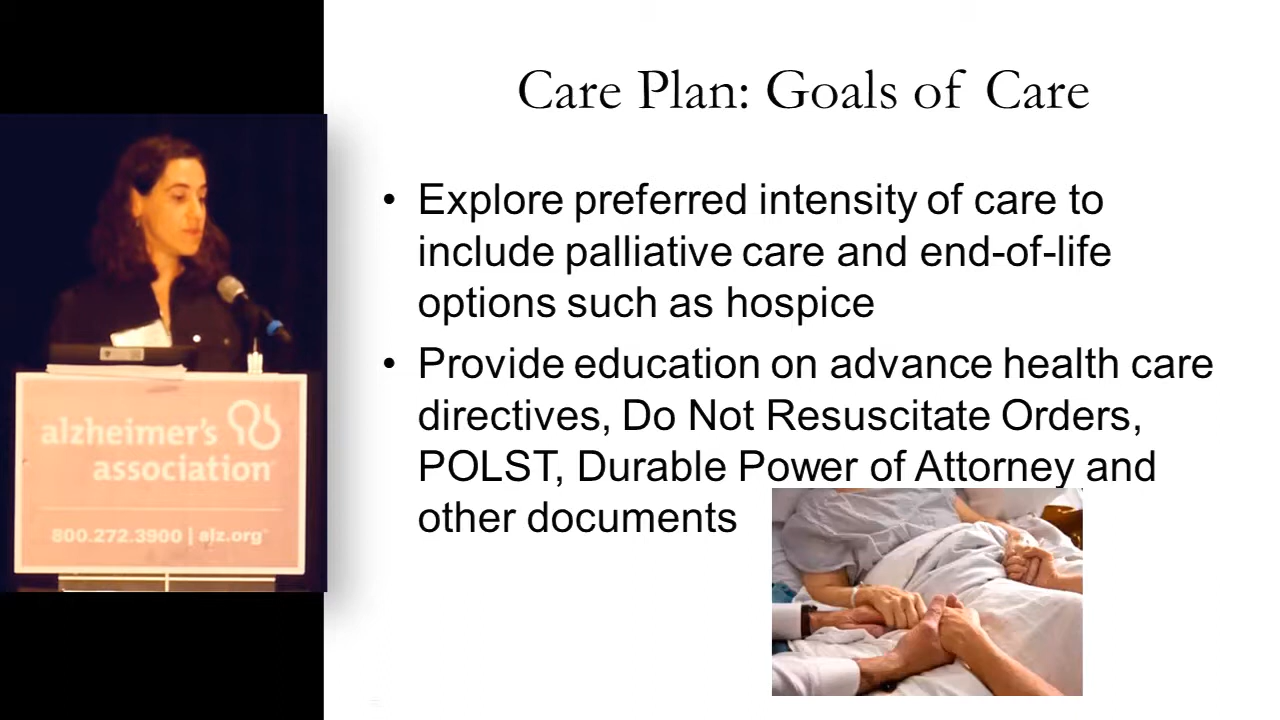 Care Plan: Goals of Care
• Explore preferred intensity of care to
include palliative care and end-of-life
options such as hospice
• Provide education on advance health care
directives, Do Not Resuscitate Orders,
POLST, Durable Power of Attorney and
other documents
alzheimer's
association
800.272.3900 | alz.org